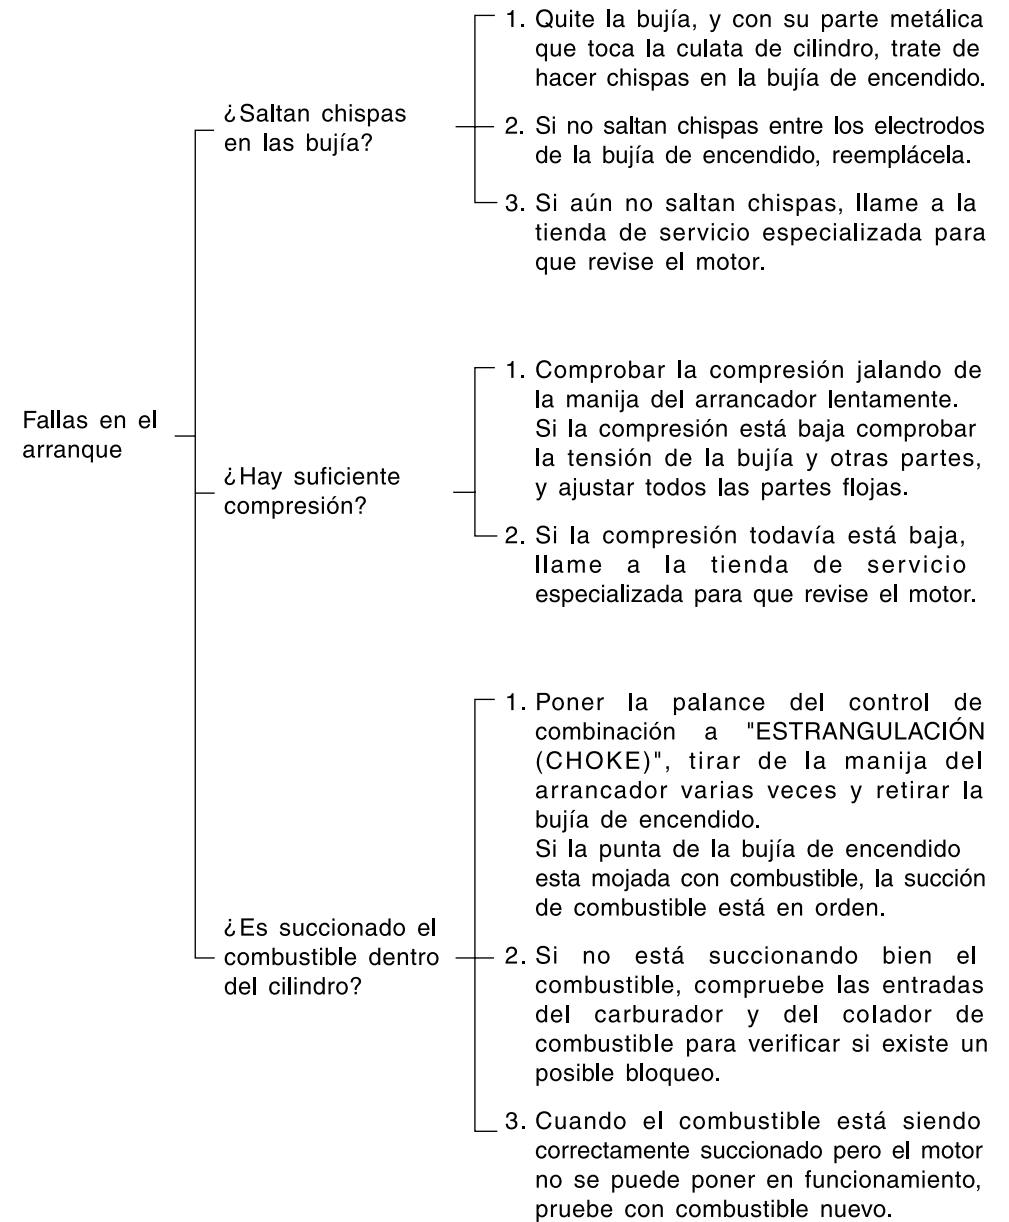 Fallas en el
arranque
¿Saltan chispas
en las bujía?
1. Quite la bujía, y con su parte metálica
que toca la culata de cilindro, trate de
hacer chispas en la bujía de encendido.
2. Si no saltan chispas entre los electrodos
de la bujía de encendido, reemplácela.
3. Si aún no saltan chispas, llame a la
tienda de servicio especializada para
que revise el motor.
¿Hay suficiente
compresión?
1. Comprobar la compresión jalando de
la manija del arrancador lentamente.
Si la compresión está baja comprobar
la tensión de la bujía y otras partes,
y ajustar todos las partes flojas.
2. Si la compresión todavía está baja,
llame a la tienda de servicio
especializada para que revise el motor.
¿Es succionado el
combustible dentro
del cilindro?
1. Poner la palance del control de
combinación a "ESTRANGULACIÓN
(CHOKE)", tirar de la manija del
arrancador varias veces y retirar la
bujía de encendido.
Si la punta de la bujía de encendido
esta mojada con combustible, la succión
de combustible está en orden.
2. Si no está succionando bien el
combustible, compruebe las entradas
del carburador y del colador de
combustible para verificar si existe un
posible bloqueo.
3. Cuando el combustible está siendo
correctamente succionado pero el motor
no se puede poner en funcionamiento,
pruebe con combustible nuevo.